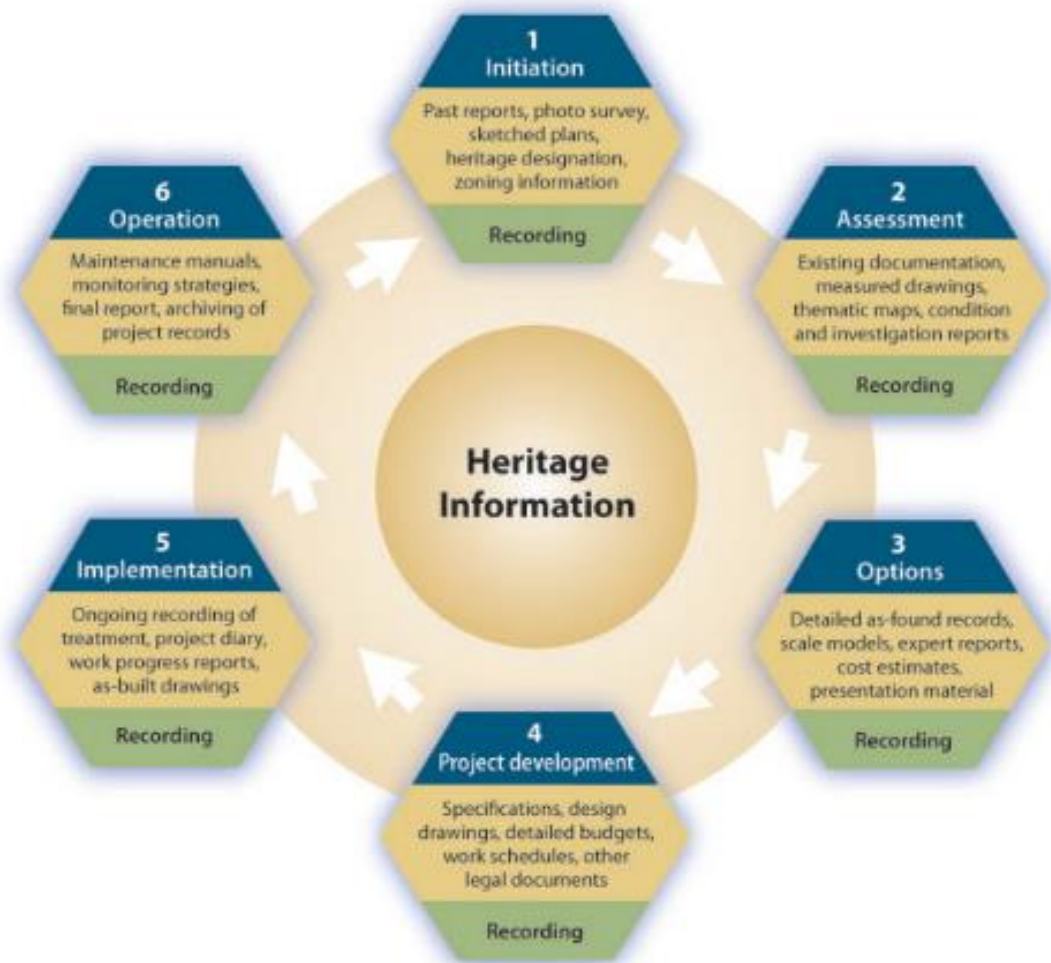 1
Initiation
Past reports, photo survey,
sketched plans,
heritage designation,
zoning information
Recording
2
Assessment
Existing documentation,
measured drawings,
thematic maps, condition
and investigation reports
Recording
3
Options
Detailed as-found records,
scale models, expert reports,
cost estimates,
presentation material
Recording
4
Project development
Specifications, design
drawings, detailed budgets,
work schedules, other
legal documents
Recording
5
Implementation
Ongoing recording of
treatment, project diary,
work progress reports,
as-built drawings
Recording
6
Operation
Maintenance manuals,
monitoring strategies,
final report, archiving of
project records
Recording
Heritage
Information